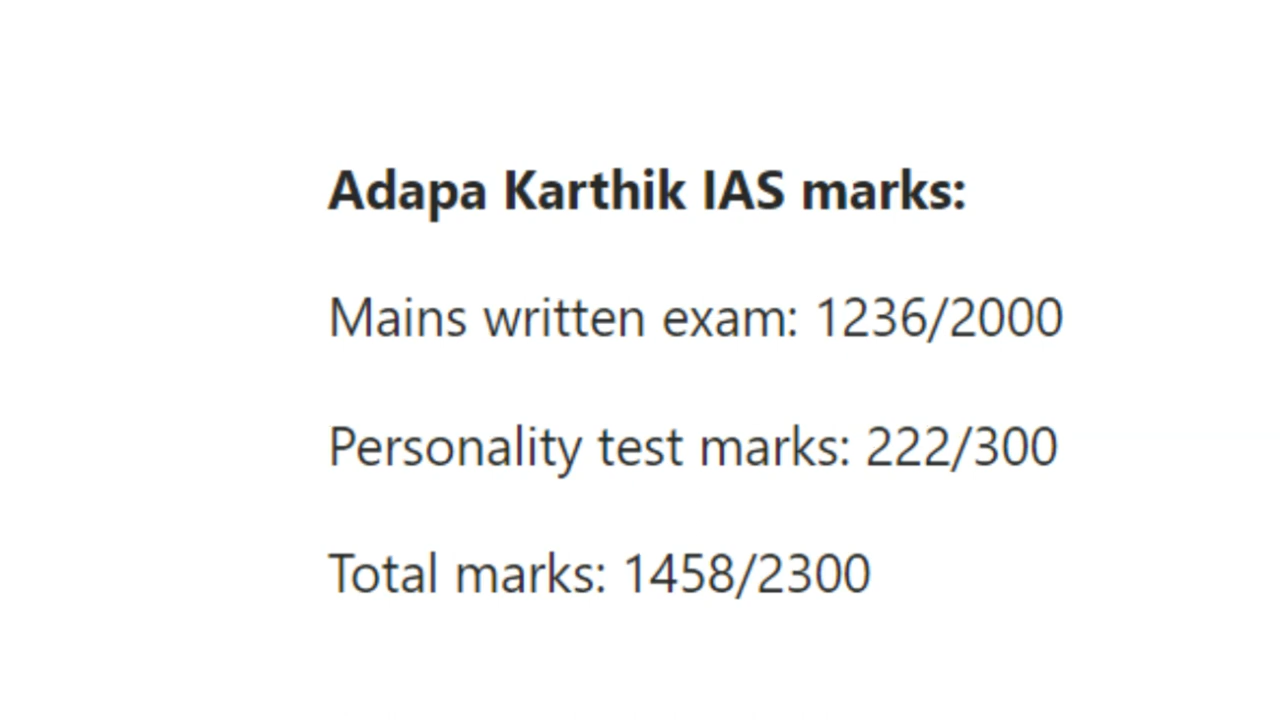 Adapa Karthik IAS marks:
Mains written exam: 1236/2000
Personality test marks: 222/300
Total marks: 1458/2300